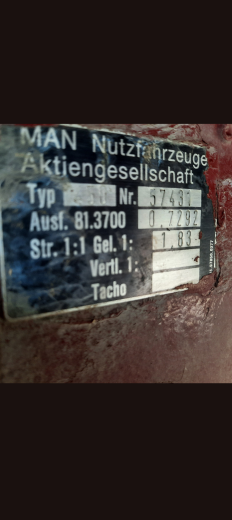 MAN Nutzfahrzeuge
Aktiengesellschaft
Typ Nr. 57435
Ausf. 81.3700 0.7292
Str. 1:1 Gel. 1: 1.83
Vertl. 1:
Tacho